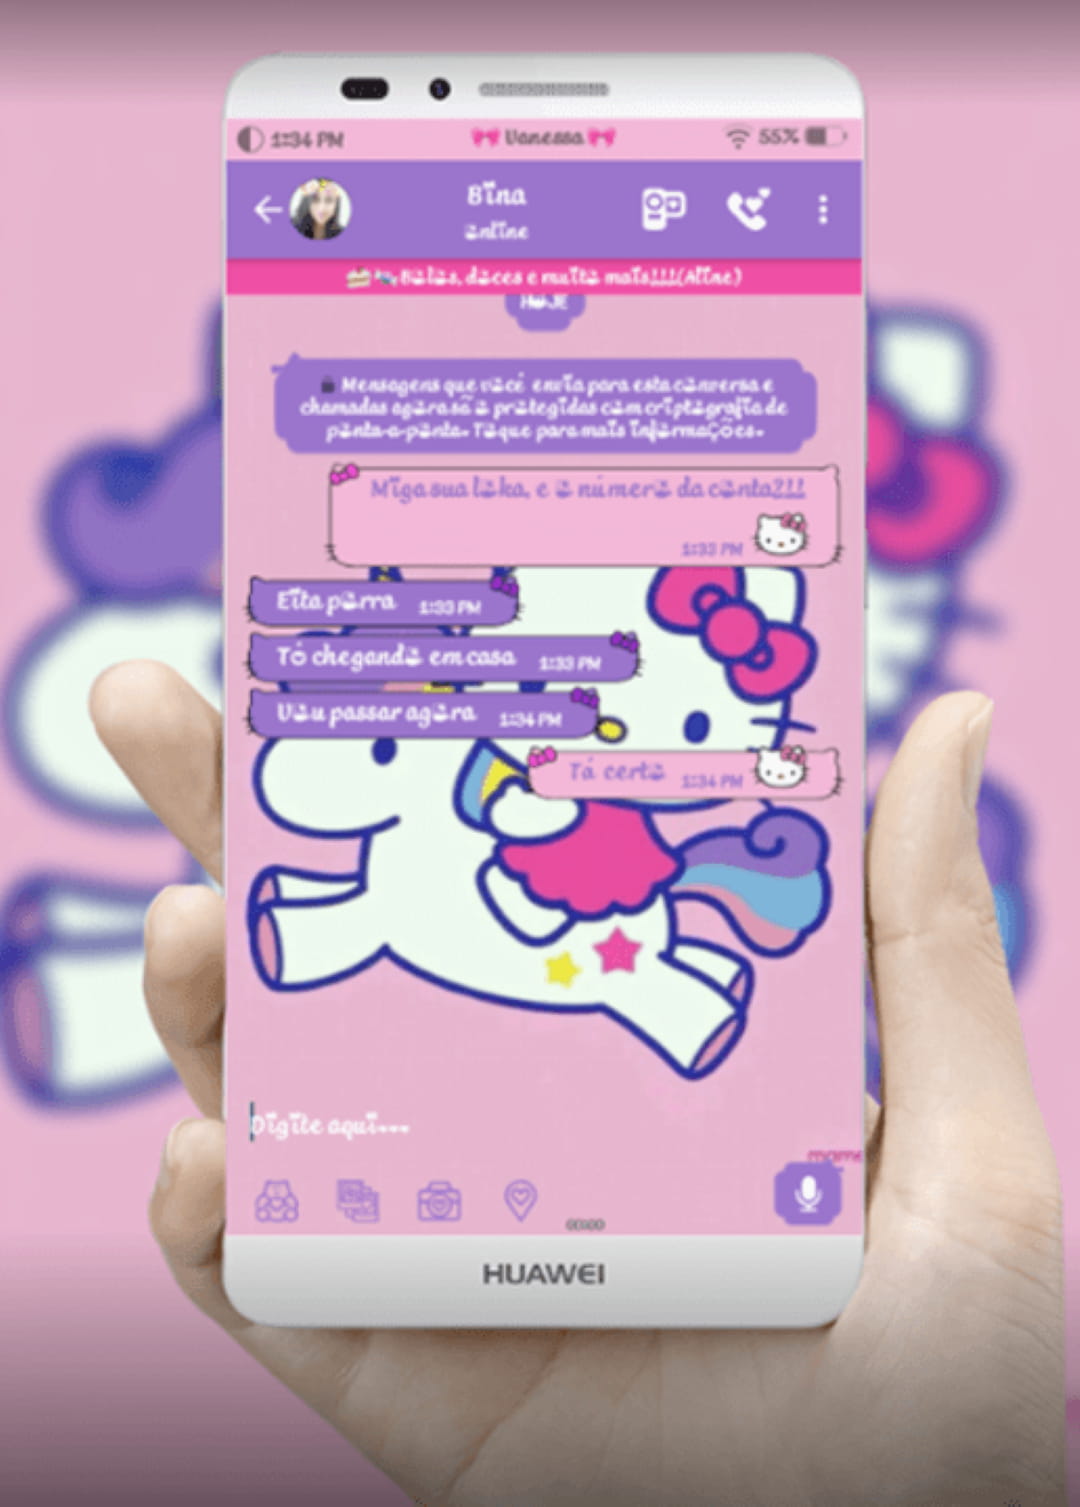 1:34 PM Vanessa 55%
Bina
online
Bolos, doces e muito mais!!!(Aline)
HOJE
Mensagens que você envia para esta conversa e
chamadas agora são protegidas com criptografia de
ponta-a-ponta. Toque para mais informações.
Miga sua loka, e o número da conta?!!
1:33 PM
Eita porra 1:33 PM
Tô chegando em casa 1:33 PM
Vou passar agora 1:34 PM
Tá certo 1:34 PM
Digite aqui...
00:00
HUAWEI